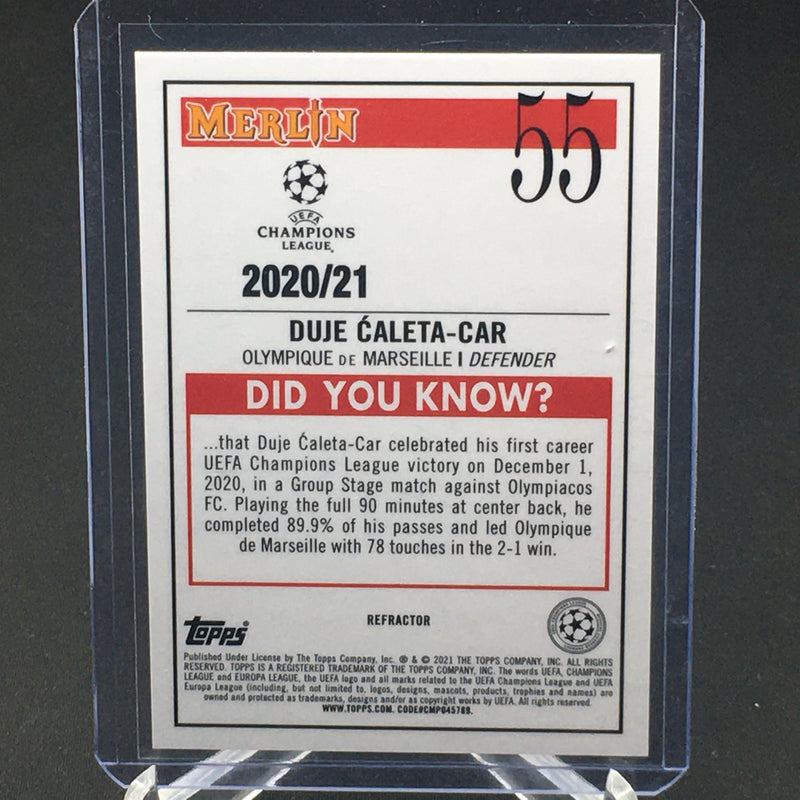 MERLIN
55
UEFA
CHAMPIONS
LEAGUE.
2020/21
DUJE ĆALETA-CAR
OLYMPIQUE DE MARSEILLE I DEFENDER
DID YOU KNOW?
...that Duje Ćaleta-Car celebrated his first career
UEFA Champions League victory on December 1,
2020, in a Group Stage match against Olympiacos
FC. Playing the full 90 minutes at center back, he
completed 89.9% of his passes and led Olympique
de Marseille with 78 touches in the 2-1 win.
REFRACTOR
topps
Published Under License by The Topps Company, Inc. ® & © 2021 THE TOPPS COMPANY, INC. ALL RIGHTS
RESERVED. TOPPS IS A REGISTERED TRADEMARK OF THE TOPPS COMPANY, INC. The words UEFA, CHAMPIONS
LEAGUE and EUROPA LEAGUE, the UEFA logo and all marks related to the UEFA Champions League and UEFA
Europa League (including, but not limited to, logos, designs, mascots, products, trophies and names) are
owned and protected as trademarks, designs and/or as copyright works by UEFA. All rights reserved.
WWW.TOPPS.COM. CODE#CMP045789.